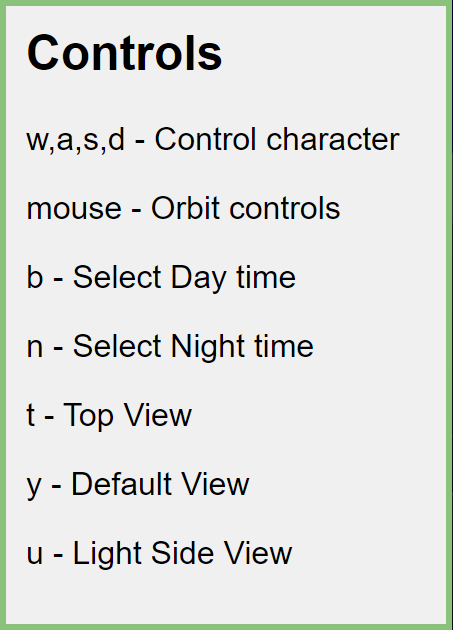 Controls
w,a,s,d - Control character
mouse - Orbit controls
b - Select Day time
n - Select Night time
t - Top View
y - Default View
u - Light Side View